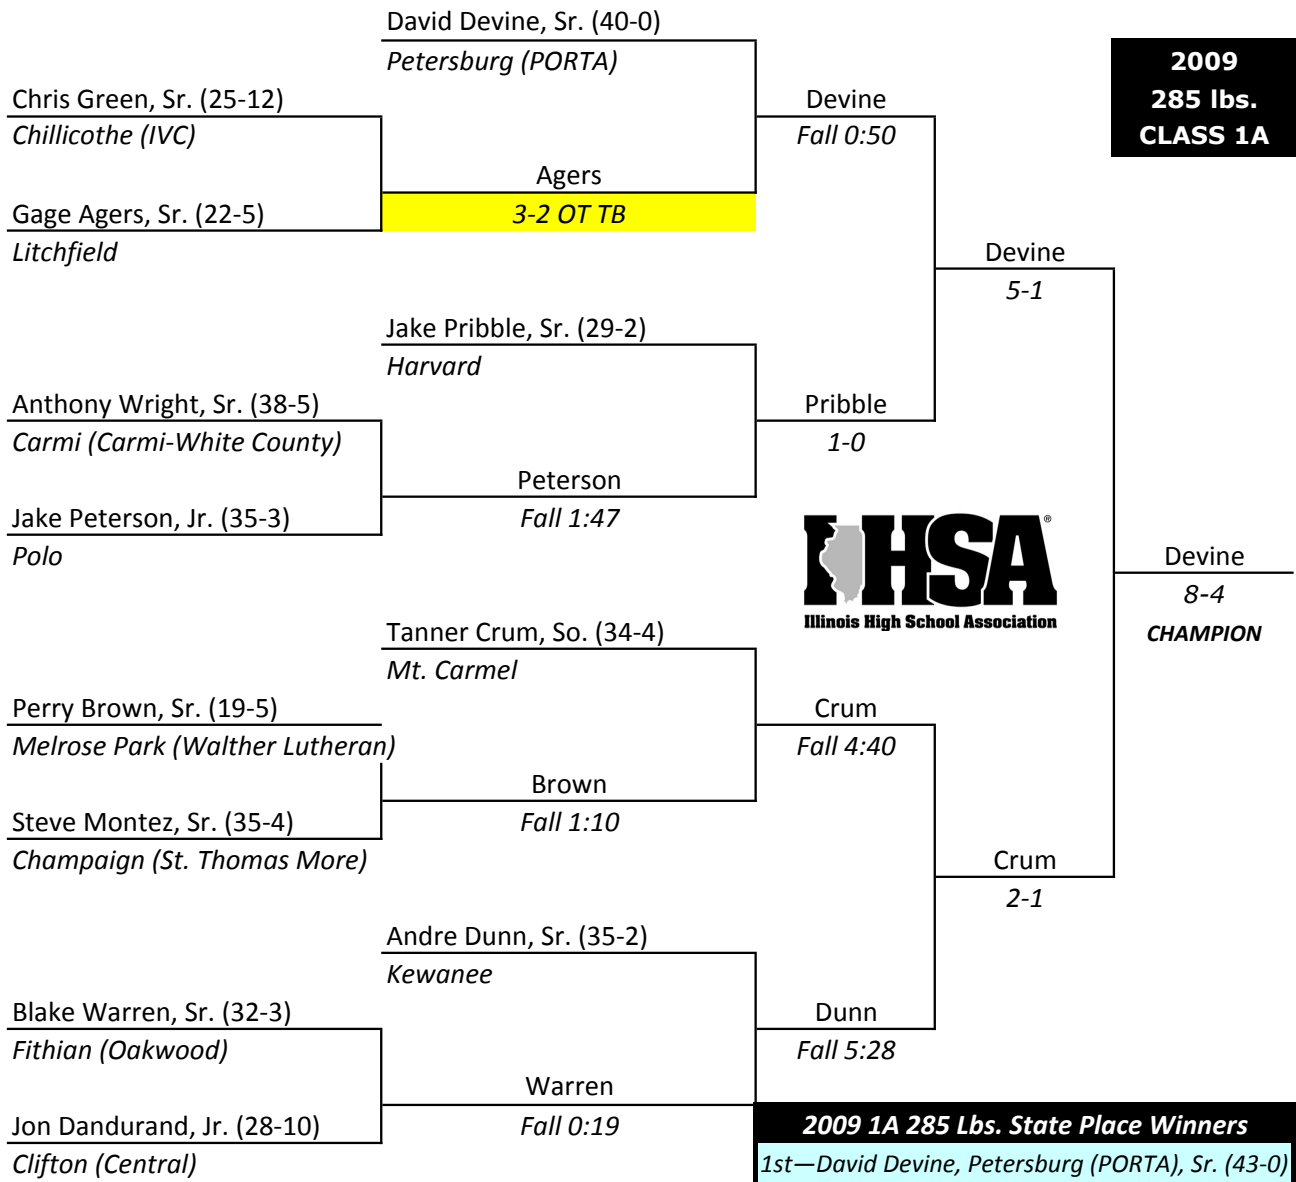 David Devine, Sr. (40-0)
Petersburg (PORTA)
2009
285 lbs.
CLASS 1A
Chris Green, Sr. (25-12)
Chillicothe (IVC)
Devine
Fall 0:50
Agers
3-2 OT TB
Gage Agers, Sr. (22-5)
Litchfield
Devine
5-1
Jake Pribble, Sr. (29-2)
Harvard
Anthony Wright, Sr. (38-5)
Carmi (Carmi-White County)
Pribble
1-0
Peterson
Fall 1:47
Jake Peterson, Jr. (35-3)
Polo
IHSA®
Illinois High School Association
Devine
8-4
CHAMPION
Tanner Crum, So. (34-4)
Mt. Carmel
Perry Brown, Sr. (19-5)
Melrose Park (Walther Lutheran)
Crum
Fall 4:40
Brown
Fall 1:10
Steve Montez, Sr. (35-4)
Champaign (St. Thomas More)
Crum
2-1
Andre Dunn, Sr. (35-2)
Kewanee
Blake Warren, Sr. (32-3)
Fithian (Oakwood)
Dunn
Fall 5:28
Warren
Fall 0:19
Jon Dandurand, Jr. (28-10)
Clifton (Central)
2009 1A 285 Lbs. State Place Winners
1st—David Devine, Petersburg (PORTA), Sr. (43-0)